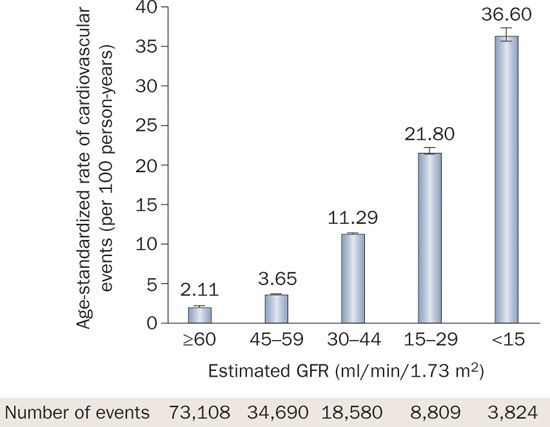 Age-standardized rate of cardiovascular
events (per 100 person-years)
40
35
30
25
20
15
10
5
0
2.11
3.65
11.29
21.80
36.60
≥60 45–59 30–44 15–29 <15
Estimated GFR (ml/min/1.73 m²)
Number of events 73,108 34,690 18,580 8,809 3,824